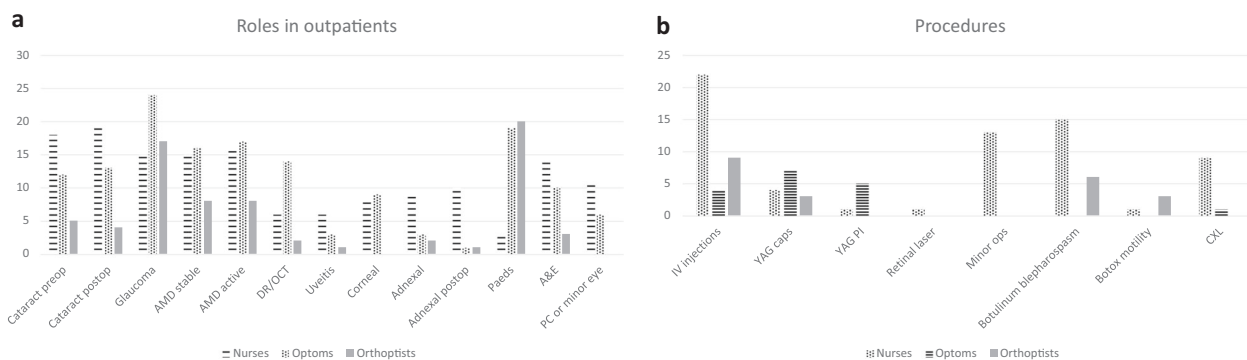 a
Roles in outpatients
30
25
20
15
10
5
0
Cataract preop
Cataract postop
Glaucoma
AMD stable
AMD active
DR/OCT
Uveitis
Corneal
Adnexal
Adnexal postop
Paeds
A&E
PC or minor eye
Nurses Optoms Orthoptists
b
Procedures
25
20
15
10
5
0
IV injections
YAG caps
YAG PI
Retinal laser
Minor ops
Botulinum blepharospasm
Botox motility
CXL
Nurses Optoms Orthoptists